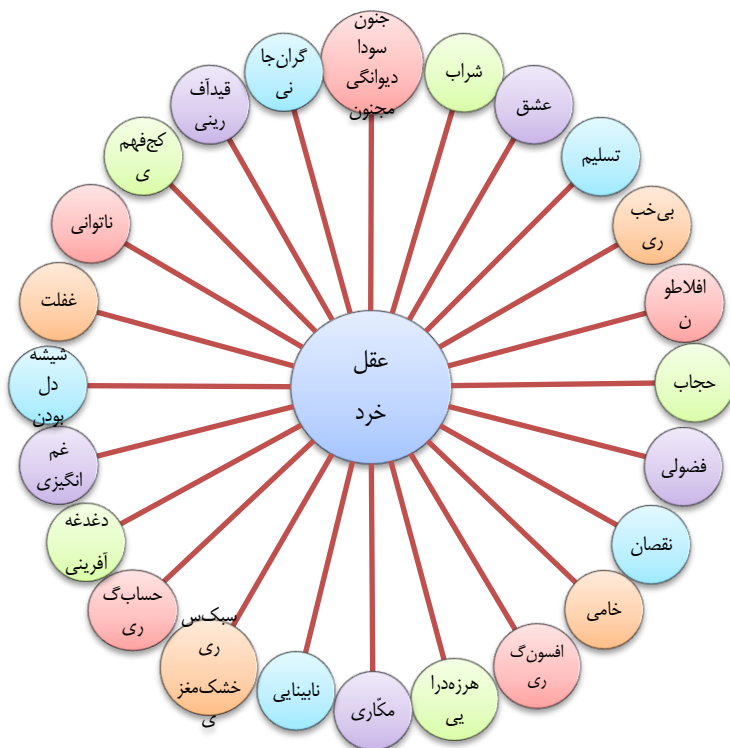 جنون
سودا
دیوانگی
مجنون
شراب
عشق
تسلیم
بی‌خب
ری
افلاطو
ن
حجاب
فضولی
نقصان
خامی
افسون‌گ
ری
هرزه‌درا
یی
مکّاری
نابینایی
سبک‌س
ری
خشک‌مغز
ی
حساب‌گ
ری
دغدغه
آفرینی
غم
انگیزی
شیشه
دل
بودن
غفلت
ناتوانی
کج‌فهم
ی
قیدآف
رینی
گران‌جا
نی
عقل
خرد